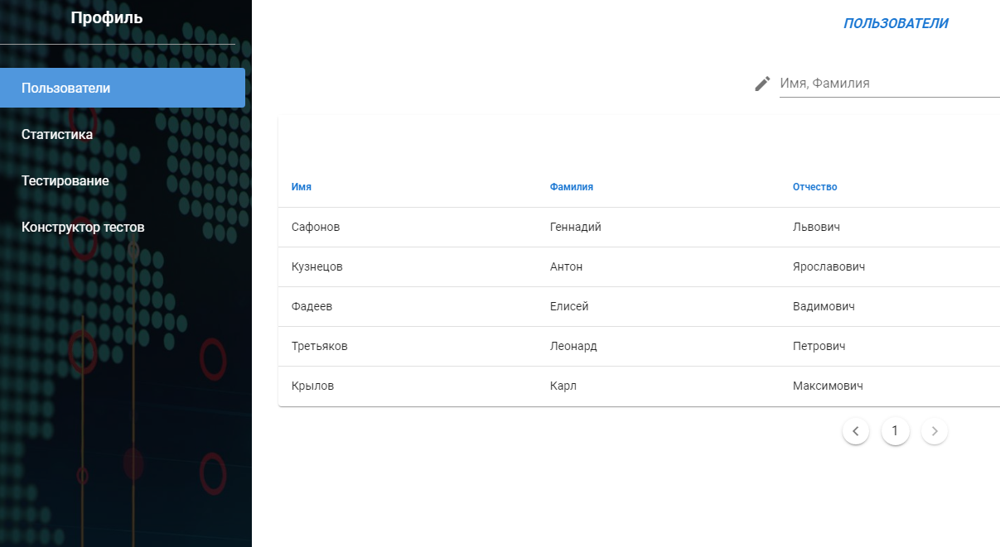 Профиль
Пользователи
Статистика
Тестирование
Конструктор тестов
ПОЛЬЗОВАТЕЛИ
Имя, Фамилия
Имя Фамилия Отчество
Сафонов Геннадий Львович
Кузнецов Антон Ярославович
Фадеев Елисей Вадимович
Третьяков Леонард Петрович
Крылов Карл Максимович
1